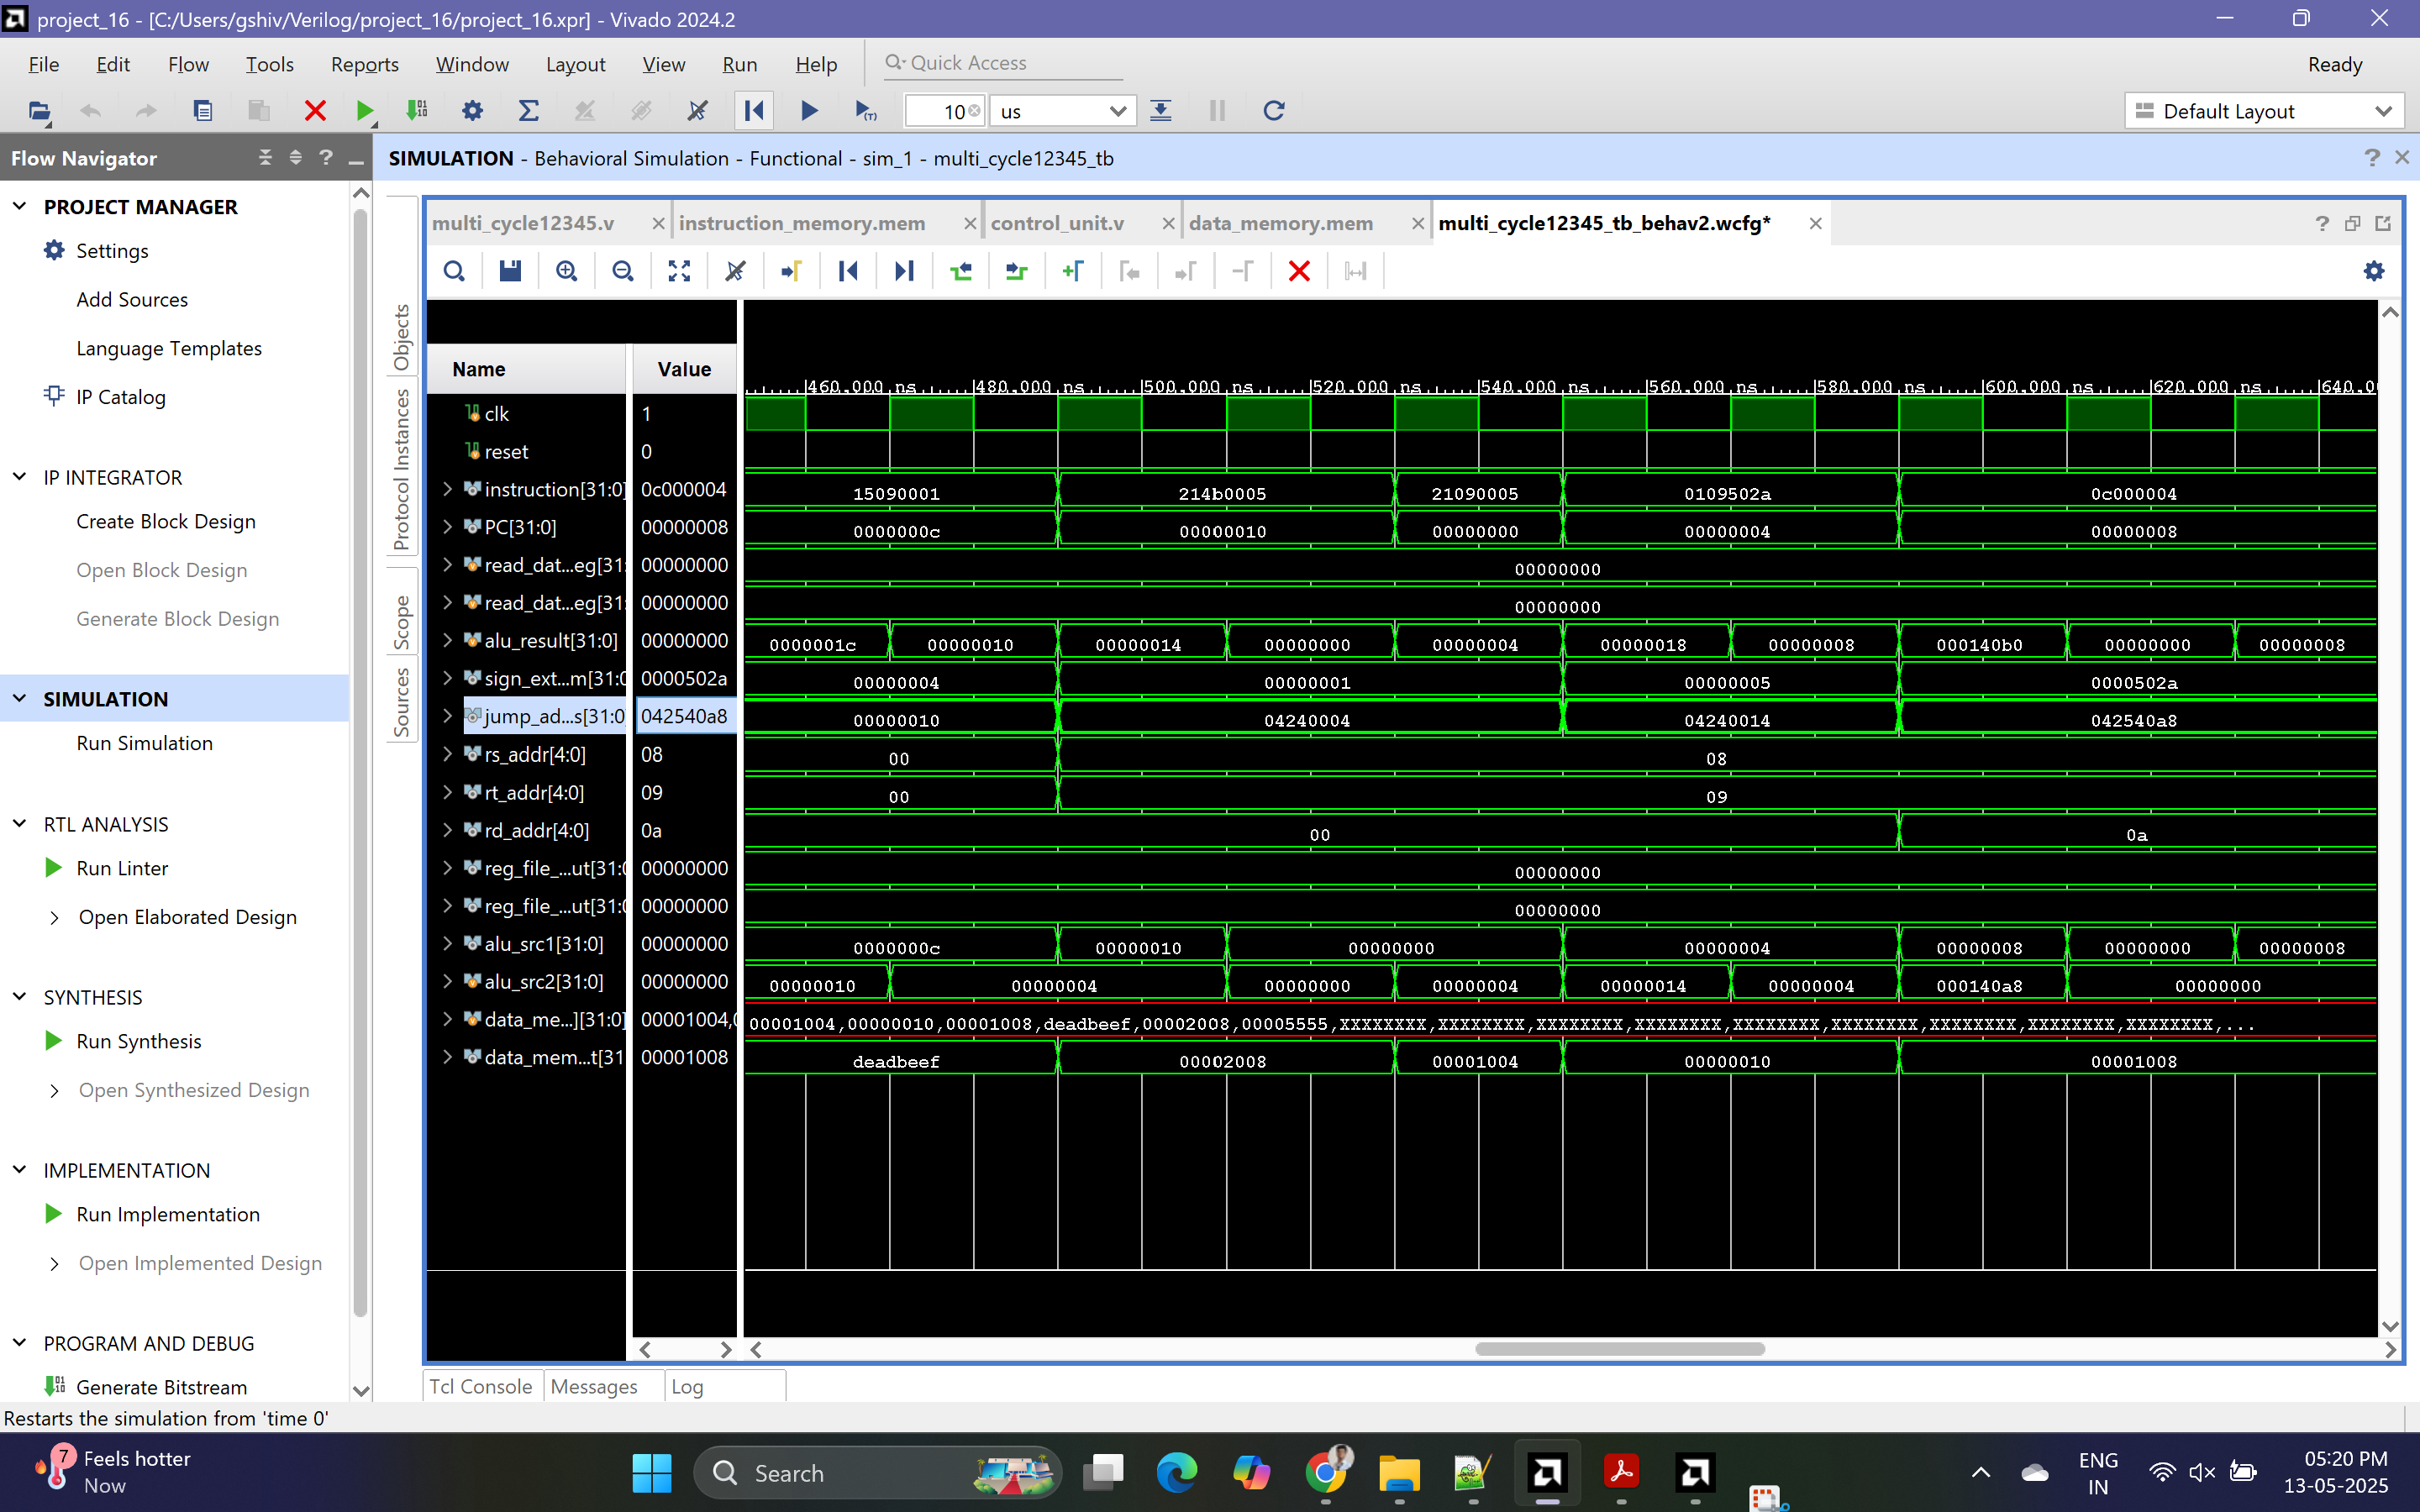 project_16 - [C:/Users/gshiv/Verilog/project_16/project_16.xpr] - Vivado 2024.2
File Edit Flow Tools Reports Window Layout View Run Help Quick Access Ready
10 us Default Layout
Flow Navigator
SIMULATION - Behavioral Simulation - Functional - sim_1 - multi_cycle12345_tb
PROJECT MANAGER
Settings
Add Sources
Language Templates
IP Catalog
IP INTEGRATOR
Create Block Design
Open Block Design
Generate Block Design
SIMULATION
Run Simulation
RTL ANALYSIS
Run Linter
Open Elaborated Design
SYNTHESIS
Run Synthesis
Open Synthesized Design
IMPLEMENTATION
Run Implementation
Open Implemented Design
PROGRAM AND DEBUG
Generate Bitstream
Objects
Protocol Instances
Scope
Sources
multi_cycle12345.v instruction_memory.mem control_unit.v data_memory.mem multi_cycle12345_tb_behav2.wcfg*
Name Value
460.000 ns 480.000 ns 500.000 ns 520.000 ns 540.000 ns 560.000 ns 580.000 ns 600.000 ns 620.000 ns 640.0
clk 1
reset 0
instruction[31:0] 0c000004 15090001 214b0005 21090005 0109502a 0c000004
PC[31:0] 00000008 0000000c 00000010 00000000 00000004 00000008
read_dat...eg[31: 00000000 00000000
read_dat...eg[31: 00000000 00000000
alu_result[31:0] 00000000 0000001c 00000010 00000014 00000000 00000004 00000018 00000008 000140b0 00000000 00000008
sign_ext...m[31:0 0000502a 00000004 00000001 00000005 0000502a
jump_ad...s[31:0 042540a8 00000010 04240004 04240014 042540a8
rs_addr[4:0] 08 00 08
rt_addr[4:0] 09 00 09
rd_addr[4:0] 0a 00 0a
reg_file_...ut[31:0 00000000 00000000
reg_file_...ut[31:0 00000000 00000000
alu_src1[31:0] 00000000 0000000c 00000010 00000000 00000004 00000008 00000000 00000008
alu_src2[31:0] 00000000 00000010 00000004 00000000 00000004 00000014 00000004 000140a8 00000000
data_me...][31:0] 00001004,0 00001004,00000010,00001008,deadbeef,00002008,00005555,XXXXXXXX,XXXXXXXX,XXXXXXXX,XXXXXXXX,XXXXXXXX,XXXXXXXX,XXXXXXXX,XXXXXXXX,XXXXXXXX,...
data_mem...t[31 00001008 deadbeef 00002008 00001004 00000010 00001008
Tcl Console Messages Log
Restarts the simulation from 'time 0'
7
Feels hotter
Now
Search
ENG
IN
05:20 PM
13-05-2025